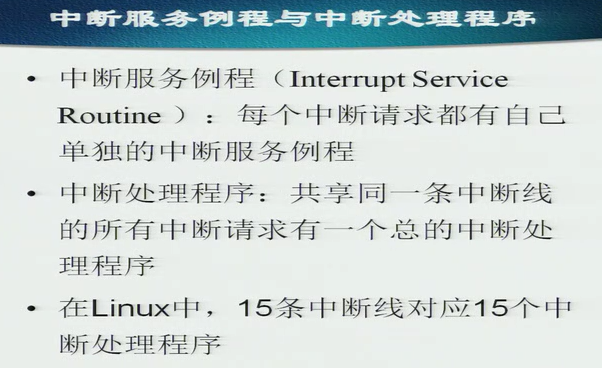 中断服务例程与中断处理程序
• 中断服务例程（Interrupt Service
Routine ）：每个中断请求都有自己
单独的中断服务例程
• 中断处理程序：共享同一条中断线
的所有中断请求有一个总的中断处
理程序
• 在Linux中，15条中断线对应15个中
断处理程序